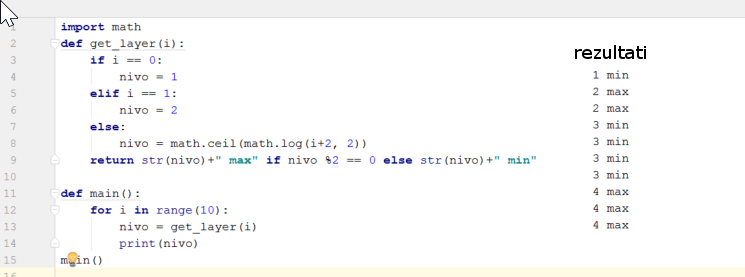 1 import math
2 def get_layer(i):
3 if i == 0:
4 nivo = 1
5 elif i == 1:
6 nivo = 2
7 else:
8 nivo = math.ceil(math.log(i+2, 2))
9 return str(nivo)+" max" if nivo %2 == 0 else str(nivo)+" min"
10
11 def main():
12 for i in range(10):
13 nivo = get_layer(i)
14 print(nivo)
15 main()
16
rezultati
1 min
2 max
2 max
3 min
3 min
3 min
3 min
4 max
4 max
4 max